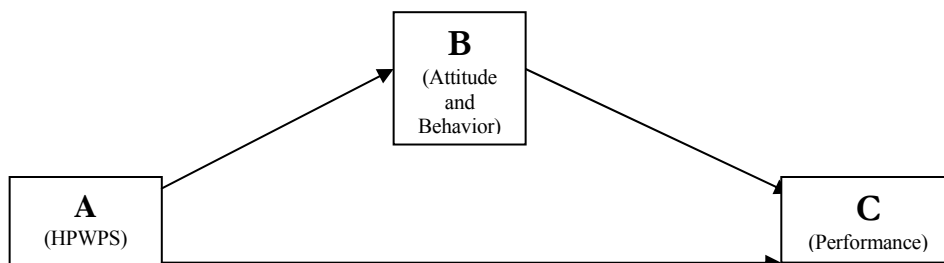 B
(Attitude
and
Behavior)
A
(HPWPS)
C
(Performance)